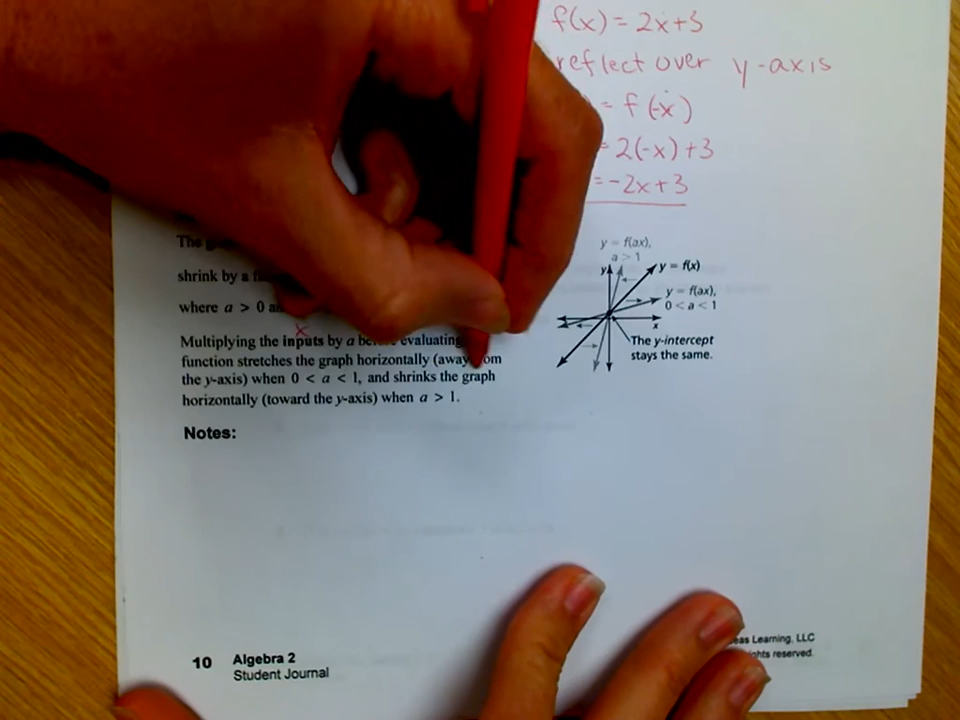 f(x) = 2x+3
reflect over y-axis
= f(-x)
= 2(-x)+3
= -2x+3
The
shrink by a
where a > 0
x
Multiplying the inputs by a evaluating
function stretches the graph horizontally (away
the y-axis) when 0 < a < 1, and shrinks the graph
horizontally (toward the y-axis) when a > 1.
y = f(ax),
a > 1
y
y = f(x)
y = f(ax),
0 < a < 1
x
The y-intercept
stays the same.
Notes:
10 Algebra 2
Student Journal
Learning, LLC
rights reserved.